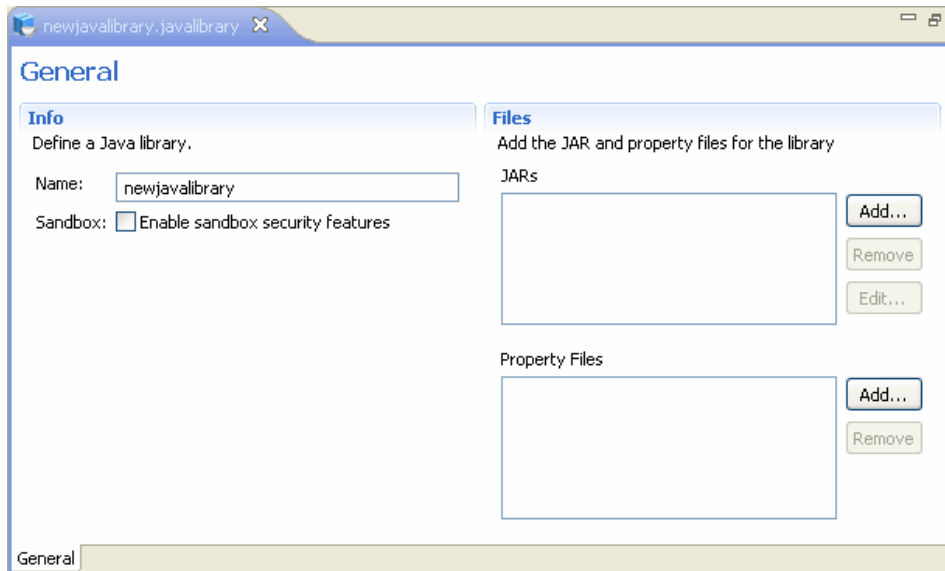 newjavalibrary.javalibrary
General
Info
Define a Java library.
Name: newjavalibrary
Sandbox: Enable sandbox security features
Files
Add the JAR and property files for the library
JARs
Add...
Remove
Edit...
Property Files
Add...
Remove
General